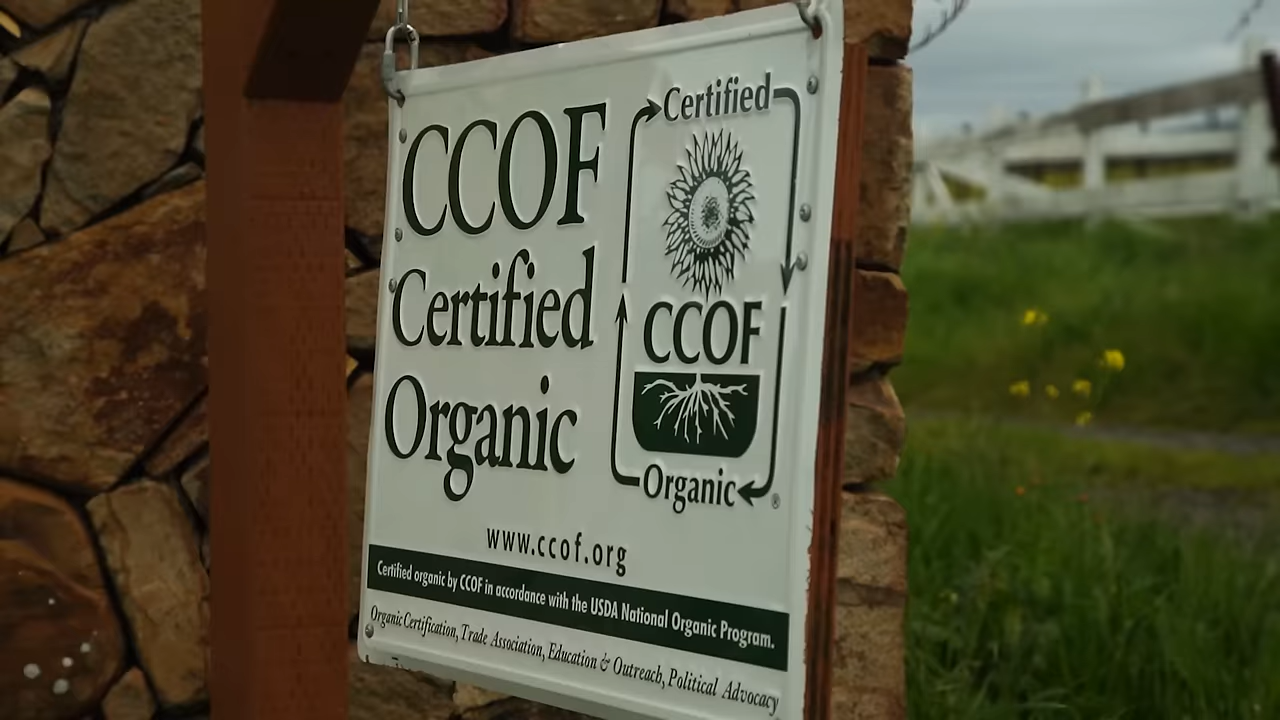 CCOF
Certified
Organic
Certified
CCOF
Organic
®
www.ccof.org
Certified organic by CCOF in accordance with the USDA National Organic Program.
Organic Certification, Trade Association, Education & Outreach, Political Advocacy